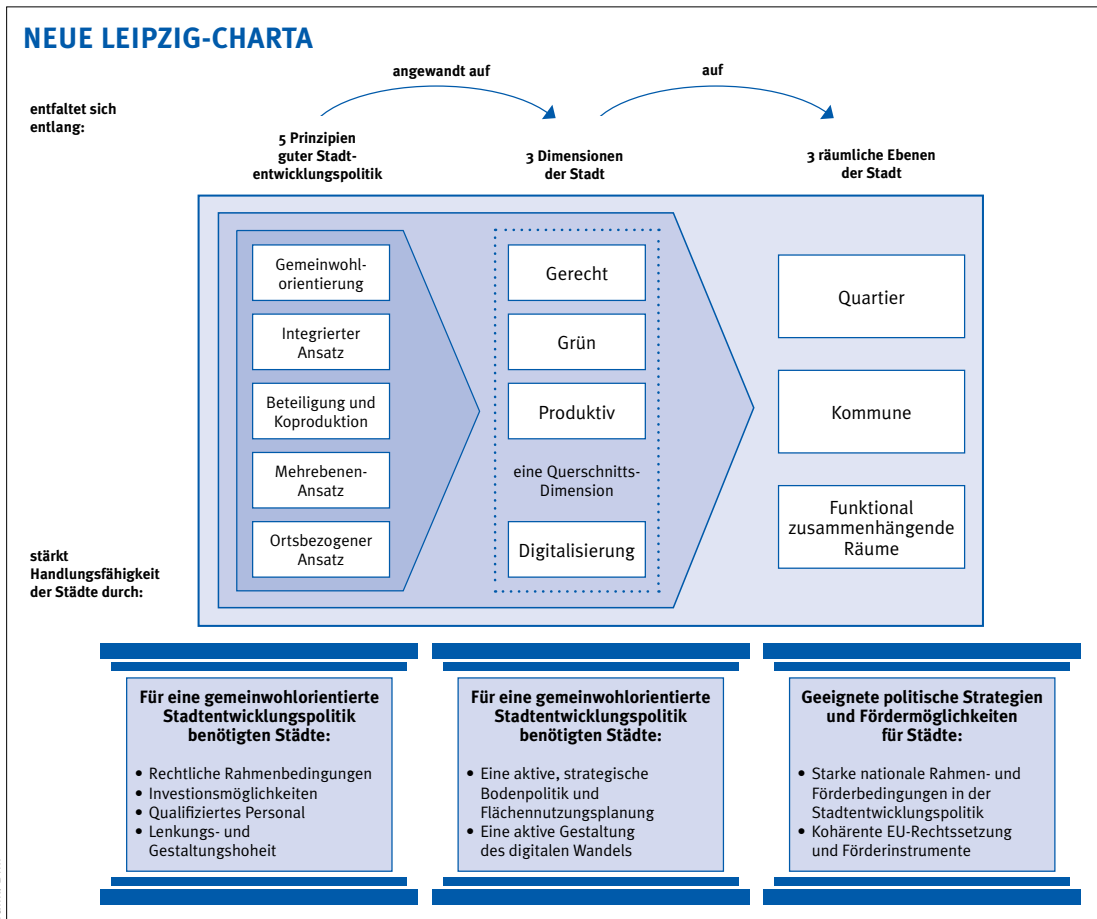 NEUE LEIPZIG-CHARTA
angewandt auf
auf
entfaltet sich
entlang:
5 Prinzipien
guter Stadt-
entwicklungspolitik
3 Dimensionen
der Stadt
3 räumliche Ebenen
der Stadt
Gemeinwohl-
orientierung
Integrierter
Ansatz
Beteiligung und
Koproduktion
Mehrebenen-
Ansatz
Ortsbezogener
Ansatz
Gerecht
Grün
Produktiv
eine Querschnitts-
Dimension
Digitalisierung
Quartier
Kommune
Funktional
zusammenhängende
Räume
stärkt
Handlungsfähigkeit
der Städte durch:
Für eine gemeinwohlorientierte
Stadtentwicklungspolitik
benötigten Städte:
• Rechtliche Rahmenbedingungen
• Investionsmöglichkeiten
• Qualifiziertes Personal
• Lenkungs- und
Gestaltungshoheit
Für eine gemeinwohlorientierte
Stadtentwicklungspolitik
benötigten Städte:
• Eine aktive, strategische
Bodenpolitik und
Flächennutzungsplanung
• Eine aktive Gestaltung
des digitalen Wandels
Geeignete politische Strategien
und Fördermöglichkeiten
für Städte:
• Starke nationale Rahmen- und
Förderbedingungen in der
Stadtentwicklungspolitik
• Kohärente EU-Rechtssetzung
und Förderinstrumente